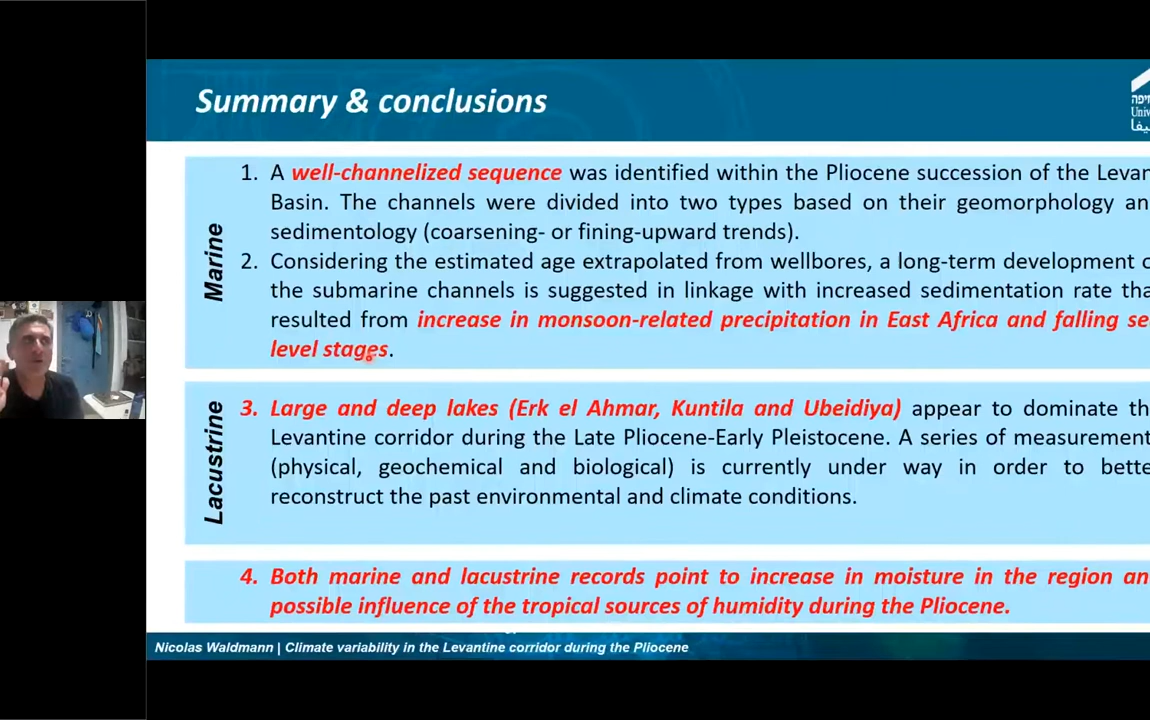 Summary & conclusions
Marine
1. A well-channelized sequence was identified within the Pliocene succession of the Levan
Basin. The channels were divided into two types based on their geomorphology an
sedimentology (coarsening- or fining-upward trends).
2. Considering the estimated age extrapolated from wellbores, a long-term development o
the submarine channels is suggested in linkage with increased sedimentation rate tha
resulted from increase in monsoon-related precipitation in East Africa and falling se
level stages.
Lacustrine
3. Large and deep lakes (Erk el Ahmar, Kuntila and Ubeidiya) appear to dominate th
Levantine corridor during the Late Pliocene-Early Pleistocene. A series of measurement
(physical, geochemical and biological) is currently under way in order to bette
reconstruct the past environmental and climate conditions.
4. Both marine and lacustrine records point to increase in moisture in the region an
possible influence of the tropical sources of humidity during the Pliocene.
Nicolas Waldmann | Climate variability in the Levantine corridor during the Pliocene